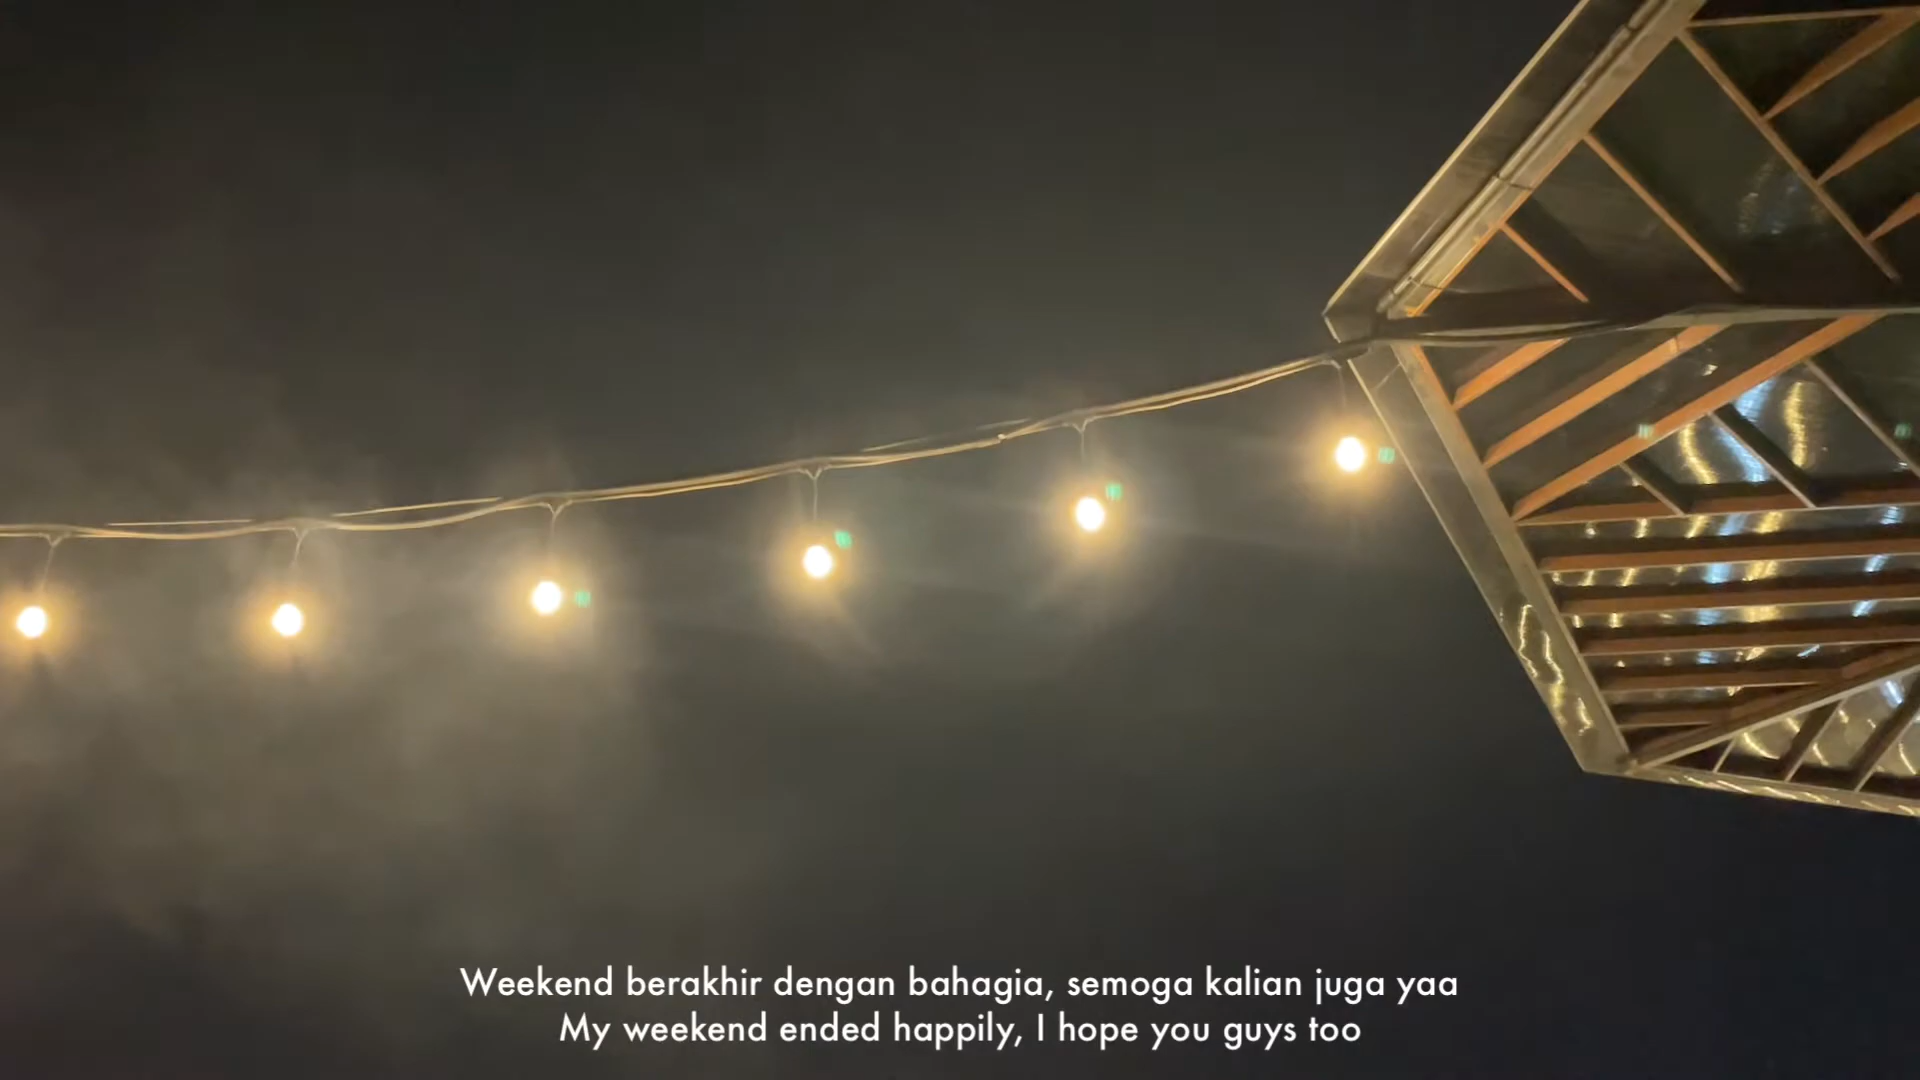 Weekend berakhir dengan bahagia, semoga kalian juga yaa
My weekend ended happily, I hope you guys too